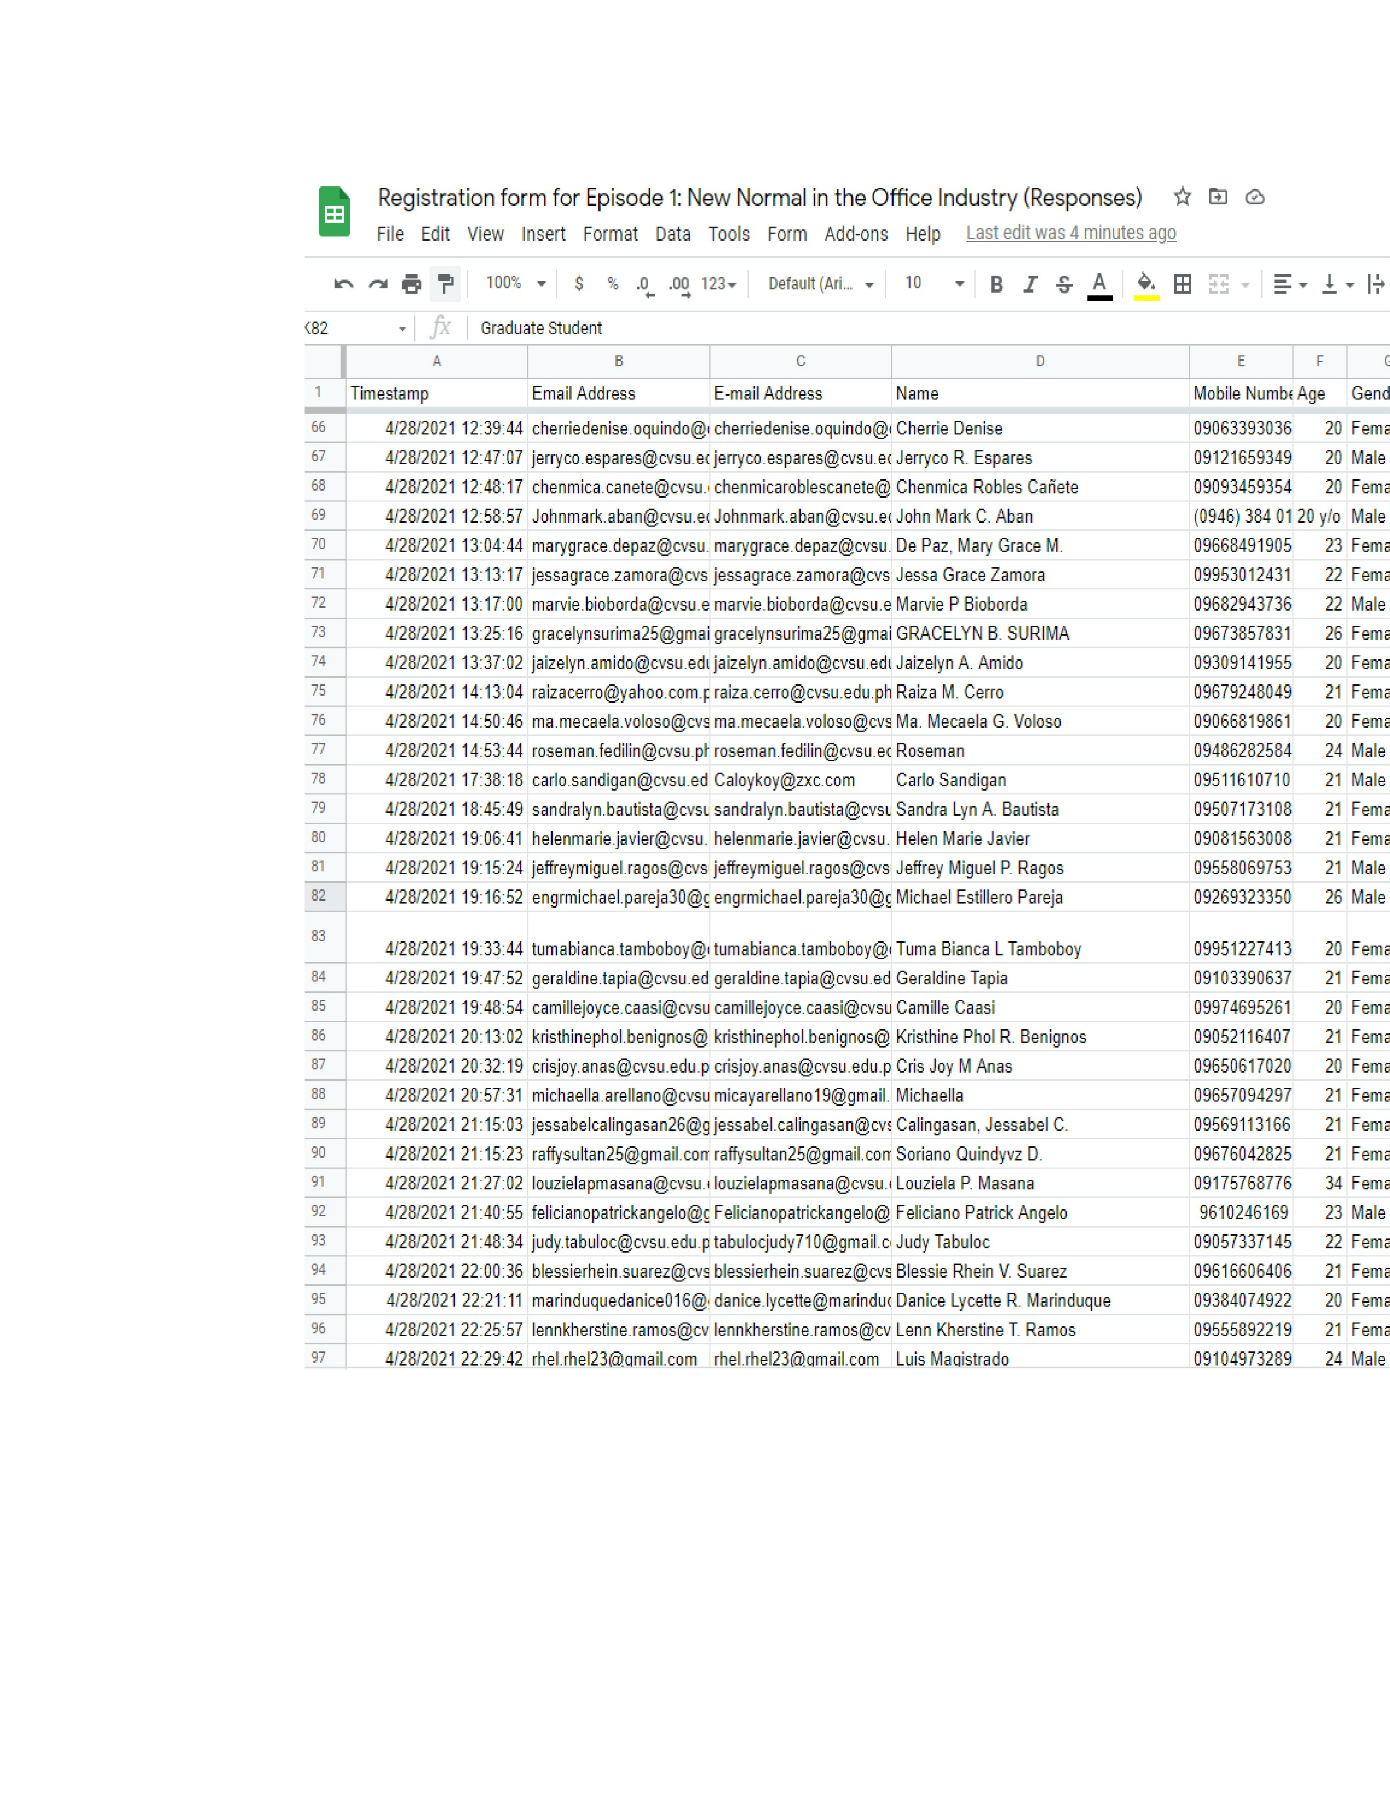 Registration form for Episode 1: New Normal in the Office Industry (Responses)
File Edit View Insert Format Data Tools Form Add-ons Help Last edit was 4 minutes ago
100% $ % .0 .00 123 Default (Ari... 10 B I S A
K82 fx Graduate Student
A B C D E F G
1 Timestamp Email Address E-mail Address Name Mobile Numbe Age Gend
66 4/28/2021 12:39:44 cherriedenise.oquindo@ cherriedenise.oquindo@ Cherrie Denise 09063393036 20 Fema
67 4/28/2021 12:47:07 jerryco.espares@cvsu.ec jerryco.espares@cvsu.ec Jerryco R. Espares 09121659349 20 Male
68 4/28/2021 12:48:17 chenmica.canete@cvsu. chenmicaroblescanete@ Chenmica Robles Cañete 09093459354 20 Fema
69 4/28/2021 12:58:57 Johnmark.aban@cvsu.ec Johnmark.aban@cvsu.ec John Mark C. Aban (0946) 384 01 20 y/o Male
70 4/28/2021 13:04:44 marygrace.depaz@cvsu. marygrace.depaz@cvsu. De Paz, Mary Grace M. 09668491905 23 Fema
71 4/28/2021 13:13:17 jessagrace.zamora@cvs jessagrace.zamora@cvs Jessa Grace Zamora 09953012431 22 Fema
72 4/28/2021 13:17:00 marvie.bioborda@cvsu.e marvie.bioborda@cvsu.e Marvie P Bioborda 09682943736 22 Male
73 4/28/2021 13:25:16 gracelynsurima25@gmai gracelynsurima25@gmai GRACELYN B. SURIMA 09673857831 26 Fema
74 4/28/2021 13:37:02 jaizelyn.amido@cvsu.edu jaizelyn.amido@cvsu.edu Jaizelyn A. Amido 09309141955 20 Fema
75 4/28/2021 14:13:04 raizacerro@yahoo.com.p raiza.cerro@cvsu.edu.ph Raiza M. Cerro 09679248049 21 Fema
76 4/28/2021 14:50:46 ma.mecaela.voloso@cvs ma.mecaela.voloso@cvs Ma. Mecaela G. Voloso 09066819861 20 Fema
77 4/28/2021 14:53:44 roseman.fedilin@cvsu.ph roseman.fedilin@cvsu.ec Roseman 09486282584 24 Male
78 4/28/2021 17:38:18 carlo.sandigan@cvsu.ed Caloykoy@zxc.com Carlo Sandigan 09511610710 21 Male
79 4/28/2021 18:45:49 sandralyn.bautista@cvsu sandralyn.bautista@cvsu Sandra Lyn A. Bautista 09507173108 21 Fema
80 4/28/2021 19:06:41 helenmarie.javier@cvsu. helenmarie.javier@cvsu. Helen Marie Javier 09081563008 21 Fema
81 4/28/2021 19:15:24 jeffreymiguel.ragos@cvs jeffreymiguel.ragos@cvs Jeffrey Miguel P. Ragos 09558069753 21 Male
82 4/28/2021 19:16:52 engrmichael.pareja30@g engrmichael.pareja30@g Michael Estillero Pareja 09269323350 26 Male
83 4/28/2021 19:33:44 tumabianca.tamboboy@ tumabianca.tamboboy@ Tuma Bianca L Tamboboy 09951227413 20 Fema
84 4/28/2021 19:47:52 geraldine.tapia@cvsu.ed geraldine.tapia@cvsu.ed Geraldine Tapia 09103390637 21 Fema
85 4/28/2021 19:48:54 camillejoyce.caasi@cvsu camillejoyce.caasi@cvsu Camille Caasi 09974695261 20 Fema
86 4/28/2021 20:13:02 kristhinephol.benignos@ kristhinephol.benignos@ Kristhine Phol R. Benignos 09052116407 21 Fema
87 4/28/2021 20:32:19 crisjoy.anas@cvsu.edu.p crisjoy.anas@cvsu.edu.p Cris Joy M Anas 09650617020 20 Fema
88 4/28/2021 20:57:31 michaella.arellano@cvsu micayarellano19@gmail. Michaella 09657094297 21 Fema
89 4/28/2021 21:15:03 jessabelcalingasan26@g jessabel.calingasan@cvs Calingasan, Jessabel C. 09569113166 21 Fema
90 4/28/2021 21:15:23 raffysultan25@gmail.com raffysultan25@gmail.com Soriano Quindyvz D. 09676042825 21 Fema
91 4/28/2021 21:27:02 louzielapmasana@cvsu. louzielapmasana@cvsu. Louziela P. Masana 09175768776 34 Fema
92 4/28/2021 21:40:55 felicianopatrickangelo@g Felicianopatrickangelo@ Feliciano Patrick Angelo 9610246169 23 Male
93 4/28/2021 21:48:34 judy.tabuloc@cvsu.edu.p tabulocjudy710@gmail.c Judy Tabuloc 09057337145 22 Fema
94 4/28/2021 22:00:36 blessierhein.suarez@cvs blessierhein.suarez@cvs Blessie Rhein V. Suarez 09616606406 21 Fema
95 4/28/2021 22:21:11 marinduquedanice016@ danice.lycette@marinduc Danice Lycette R. Marinduque 09384074922 20 Fema
96 4/28/2021 22:25:57 lennkherstine.ramos@cv lennkherstine.ramos@cv Lenn Kherstine T. Ramos 09555892219 21 Fema
97 4/28/2021 22:29:42 rhel.rhel23@gmail.com rhel.rhel23@gmail.com Luis Magistrado 09104973289 24 Male